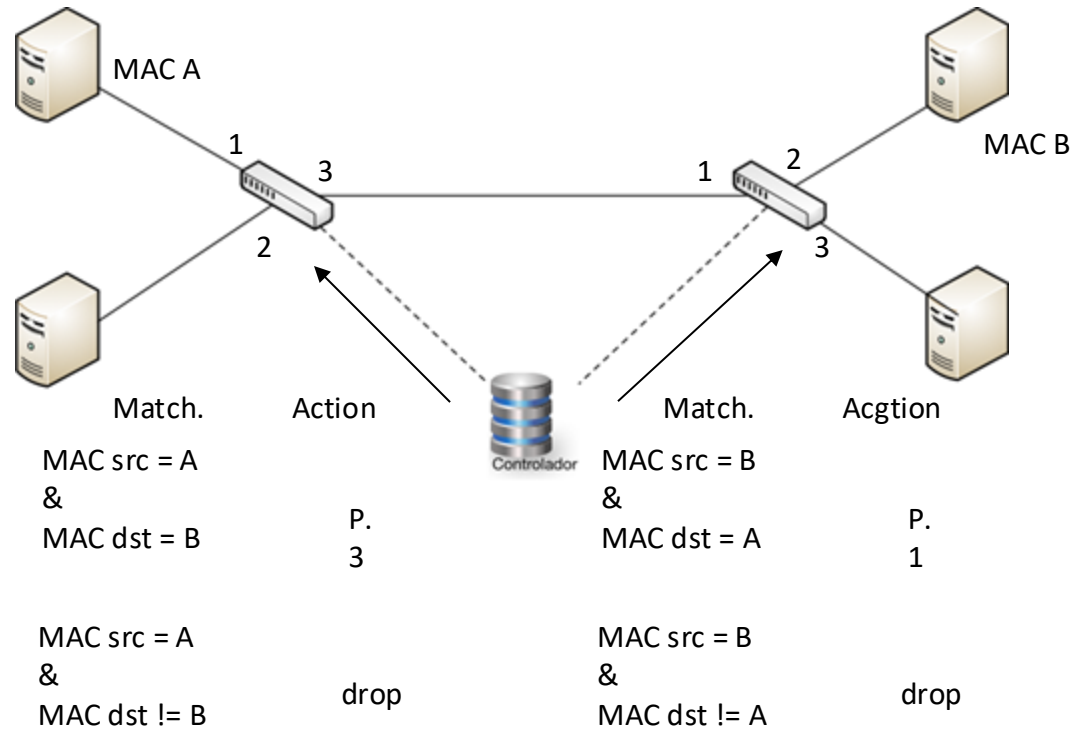 MAC A
MAC B
1
3
1
2
2
3
Controlador
Match. Action
MAC src = A
&
MAC dst = B
P.
3
MAC src = A
&
MAC dst != B
drop
Match. Acgtion
MAC src = B
&
MAC dst = A
P.
1
MAC src = B
&
MAC dst != A
drop